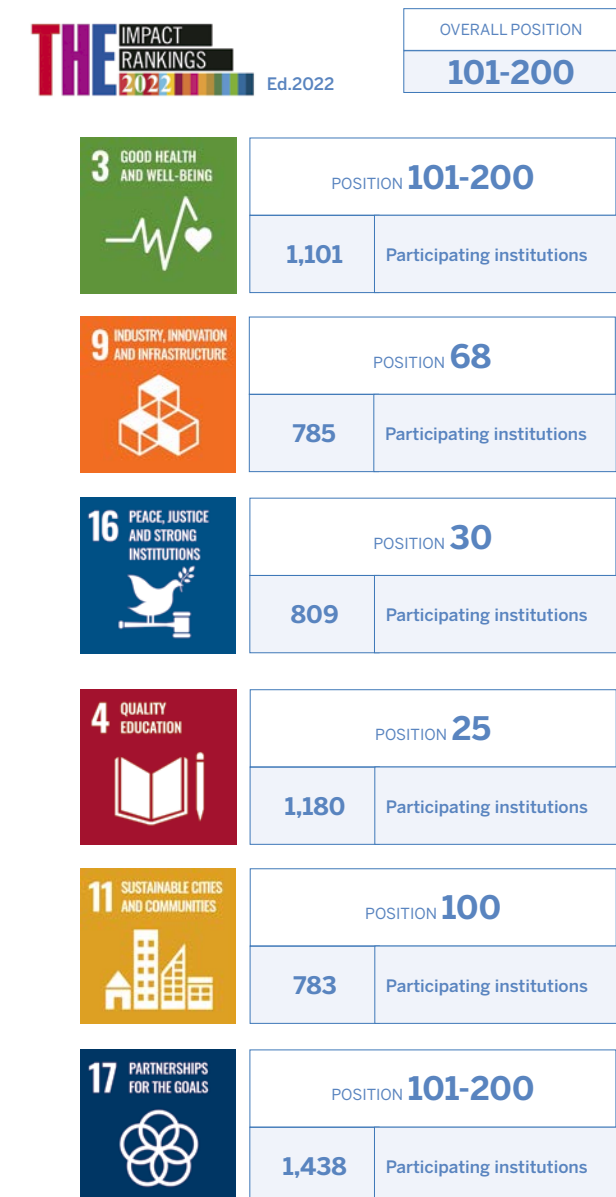 THE IMPACT
RANKINGS
2022
Ed.2022
OVERALL POSITION
101-200
3 GOOD HEALTH
AND WELL-BEING
POSITION 101-200
1,101 Participating institutions
9 INDUSTRY, INNOVATION
AND INFRASTRUCTURE
POSITION 68
785 Participating institutions
16 PEACE, JUSTICE
AND STRONG
INSTITUTIONS
POSITION 30
809 Participating institutions
4 QUALITY
EDUCATION
POSITION 25
1,180 Participating institutions
11 SUSTAINABLE CITIES
AND COMMUNITIES
POSITION 100
783 Participating institutions
17 PARTNERSHIPS
FOR THE GOALS
POSITION 101-200
1,438 Participating institutions